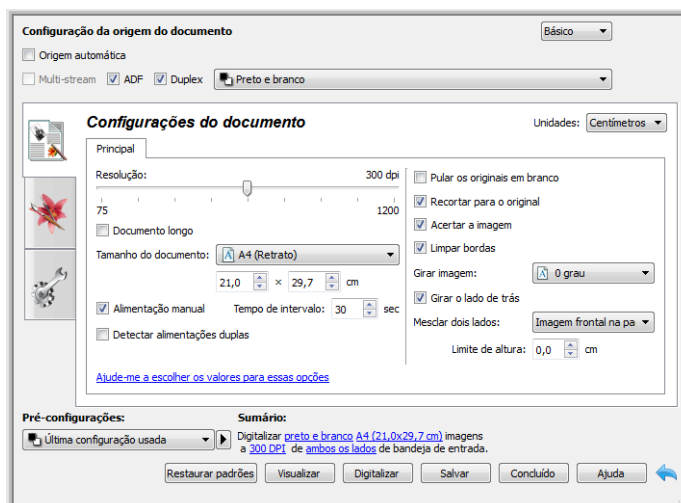 Configuração da origem do documento
Básico
Origem automática
Multi-stream ADF Duplex Preto e branco
Configurações do documento
Unidades: Centímetros
Principal
Resolução: 300 dpi
75 1200
Documento longo
Tamanho do documento: A4 (Retrato)
21,0 × 29,7 cm
Alimentação manual Tempo de intervalo: 30 sec
Detectar alimentações duplas
Ajude-me a escolher os valores para essas opções
Pular os originais em branco
Recortar para o original
Acertar a imagem
Limpar bordas
Girar imagem: 0 grau
Girar o lado de trás
Mesclar dois lados: Imagem frontal na pa
Limite de altura: 0,0 cm
Pré-configurações:
Última configuração usada
Sumário:
Digitalizar preto e branco A4 (21,0x29,7 cm) imagens
a 300 DPI de ambos os lados de bandeja de entrada.
Restaurar padrões Visualizar Digitalizar Salvar Concluído Ajuda